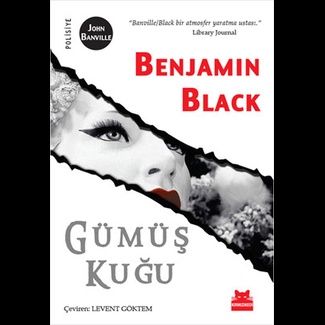 POLİSİYE
JOHN
BANVILLE
"Banville/Black bir atmosfer yaratma ustası."
Library Journal
BENJAMIN
BLACK
GÜMÜŞ
KUĞU
Çeviren: LEVENT GÖKTEM
KIRMIZIKEDİ